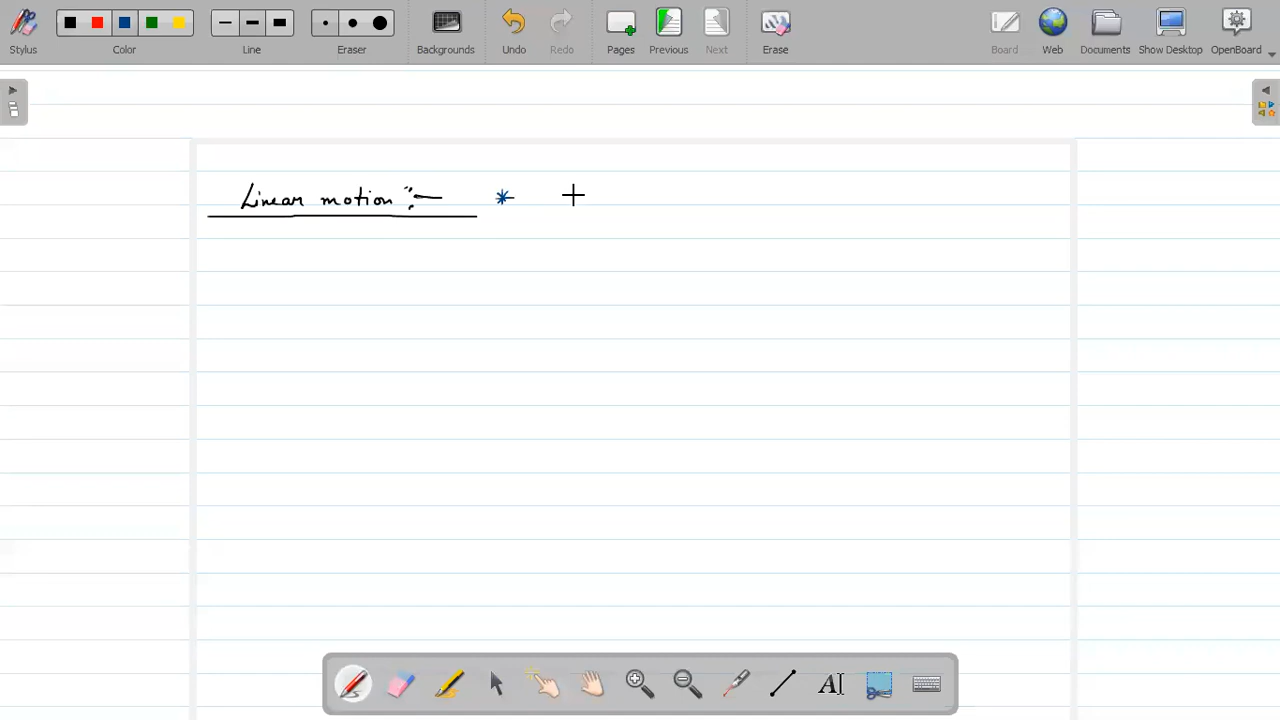 Stylus Color Line Eraser Backgrounds Undo Redo Pages Previous Next Erase Board Web Documents Show Desktop OpenBoard
Linear motion :- *
AI